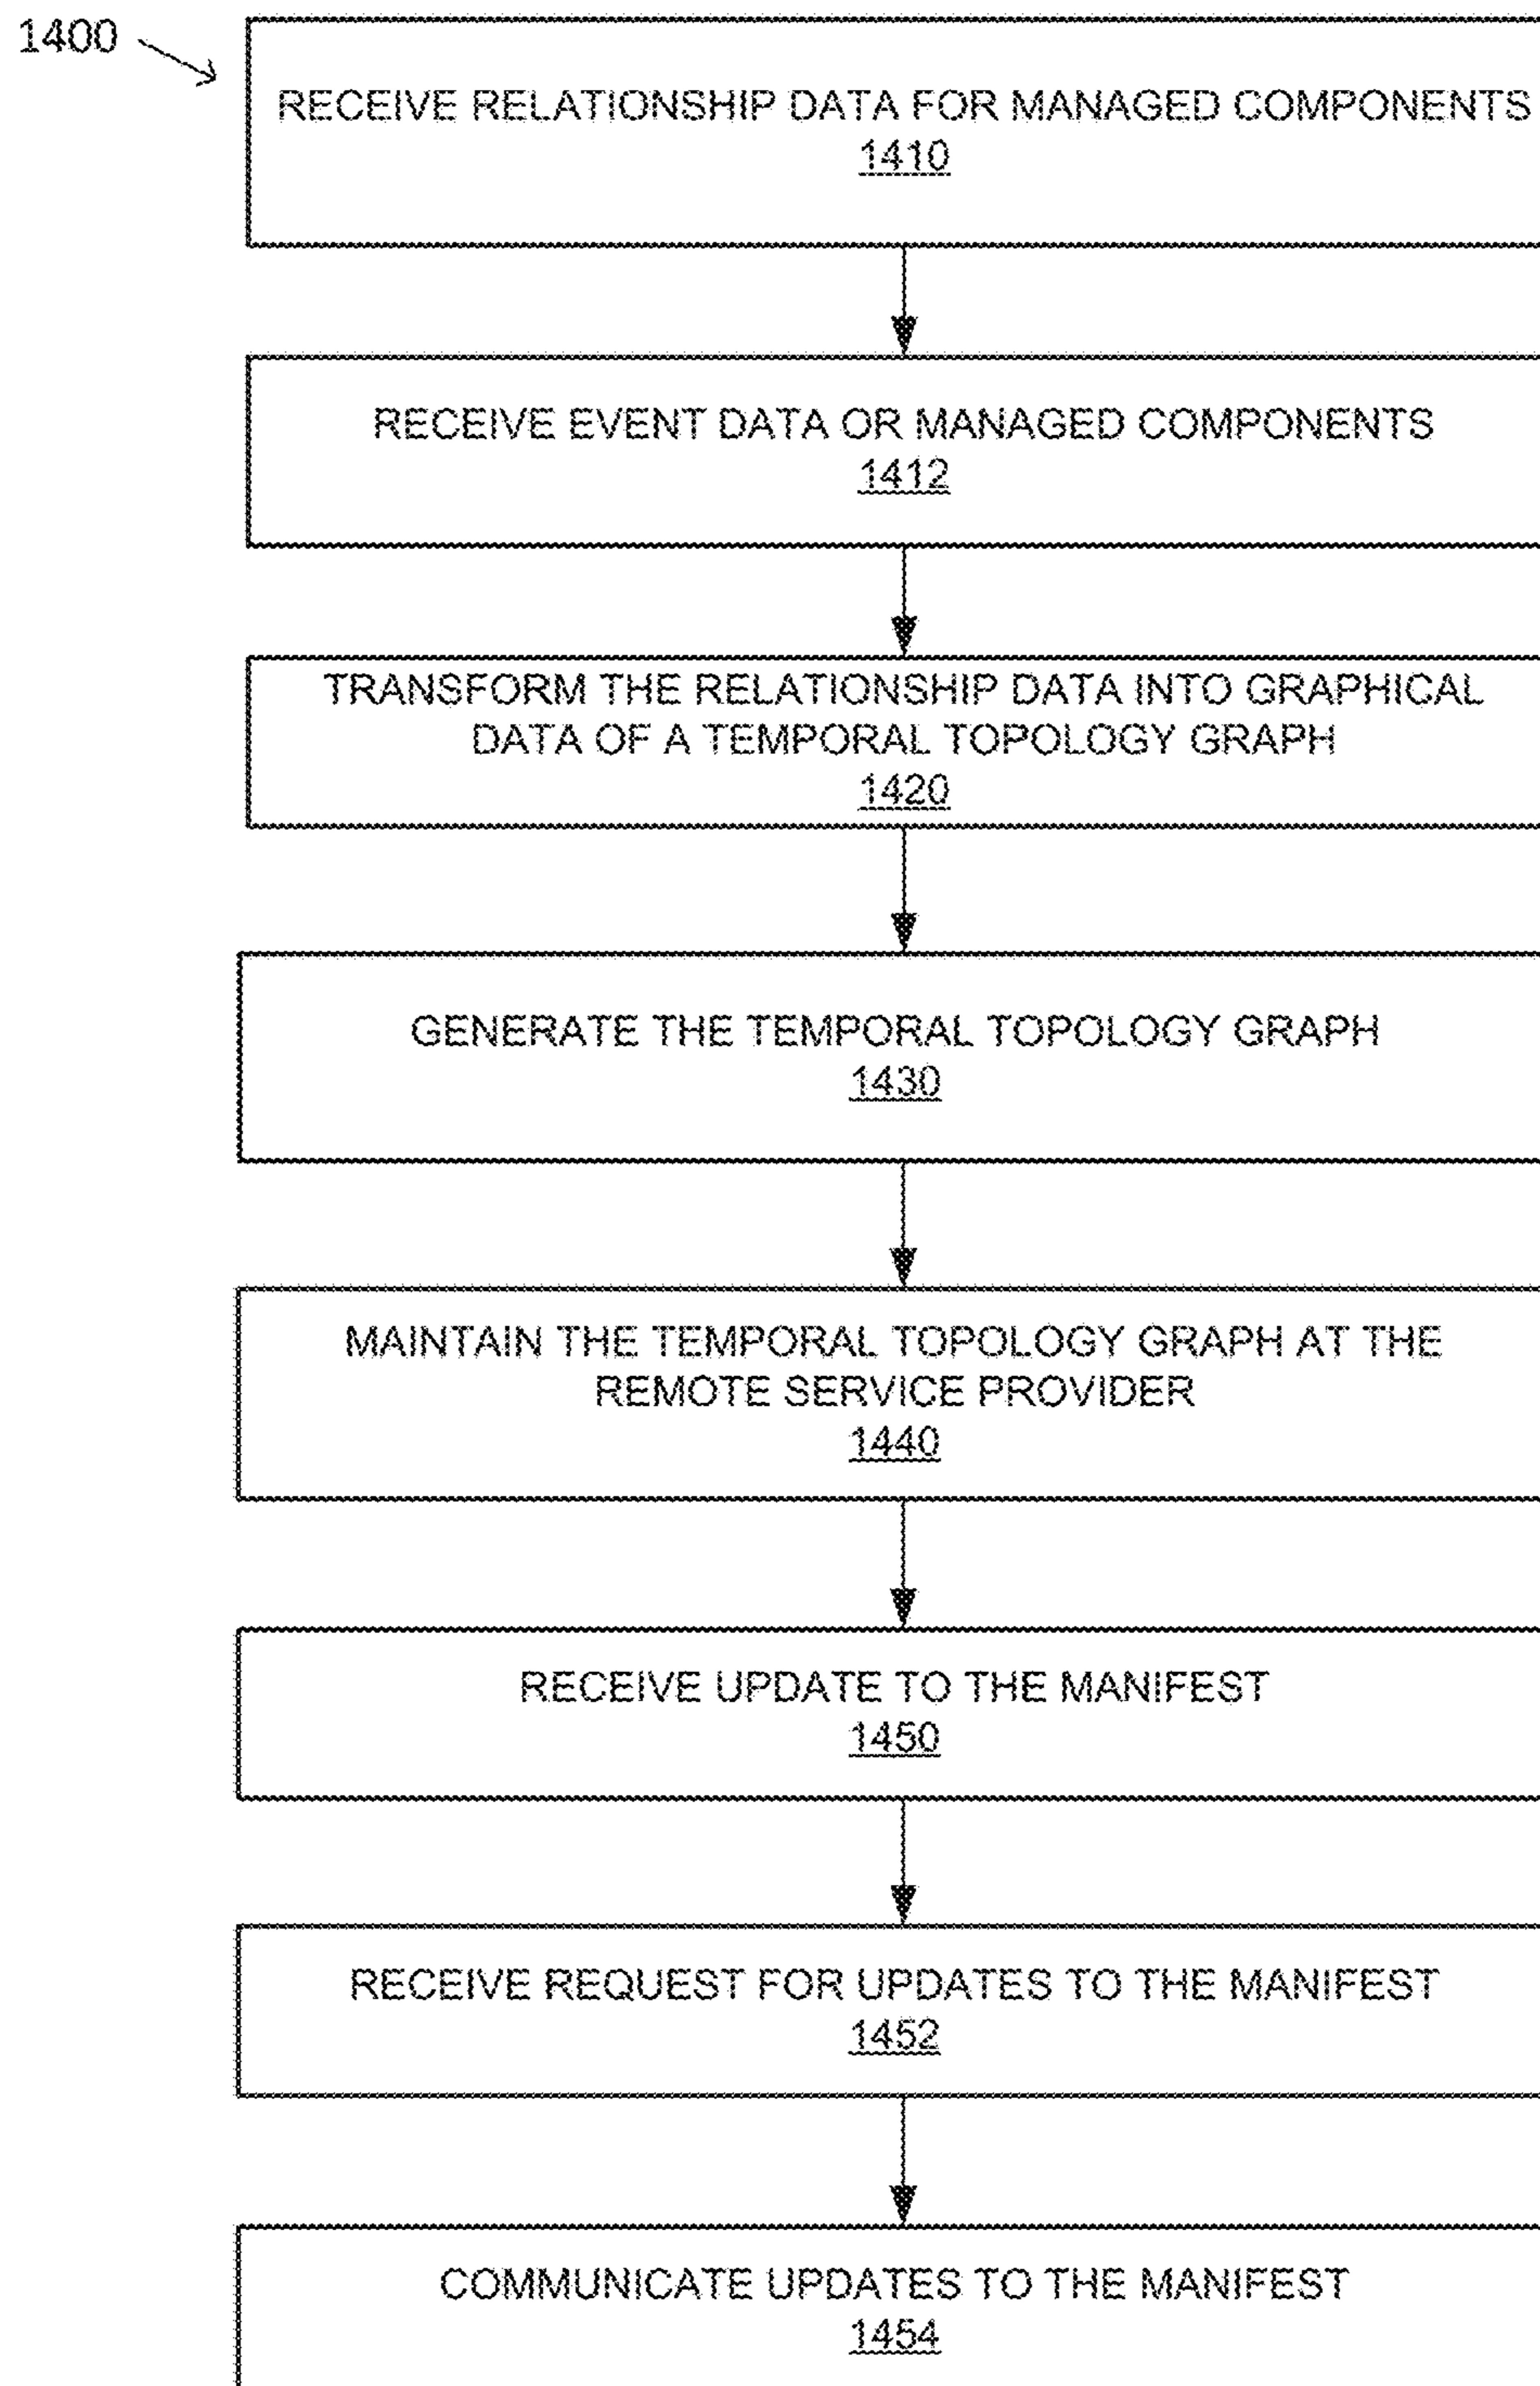 1400
RECEIVE RELATIONSHIP DATA FOR MANAGED COMPONENTS
1410
RECEIVE EVENT DATA OR MANAGED COMPONENTS
1412
TRANSFORM THE RELATIONSHIP DATA INTO GRAPHICAL
DATA OF A TEMPORAL TOPOLOGY GRAPH
1420
GENERATE THE TEMPORAL TOPOLOGY GRAPH
1430
MAINTAIN THE TEMPORAL TOPOLOGY GRAPH AT THE
REMOTE SERVICE PROVIDER
1440
RECEIVE UPDATE TO THE MANIFEST
1450
RECEIVE REQUEST FOR UPDATES TO THE MANIFEST
1452
COMMUNICATE UPDATES TO THE MANIFEST
1454